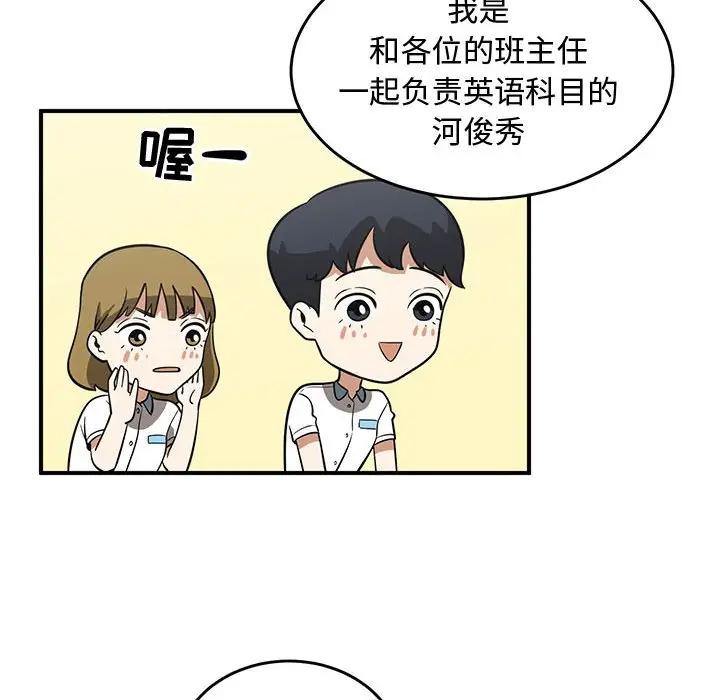 我是
和各位的班主任
一起负责英语科目的
河俊秀
喔一